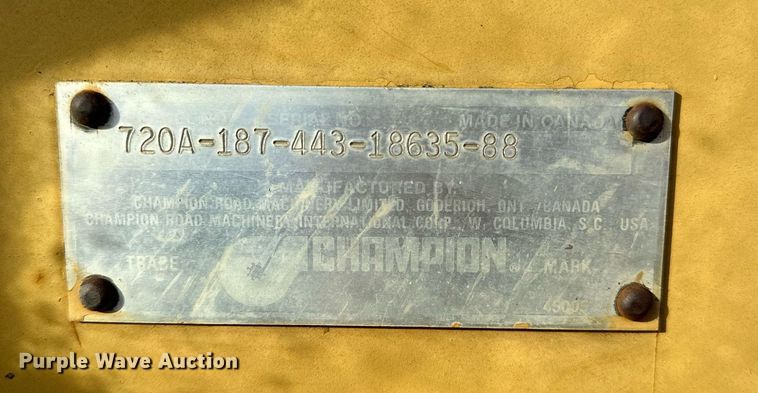 SERIAL NO. MADE IN CANADA
720A-187-443-18635-88
MANUFACTURED BY
CHAMPION ROAD MACHINERY LIMITED, GODERICH, ONT., CANADA
CHAMPION ROAD MACHINERY INTERNATIONAL CORP., W. COLUMBIA, S.C. USA
TRADE CHAMPION® MARK
Purple Wave Auction